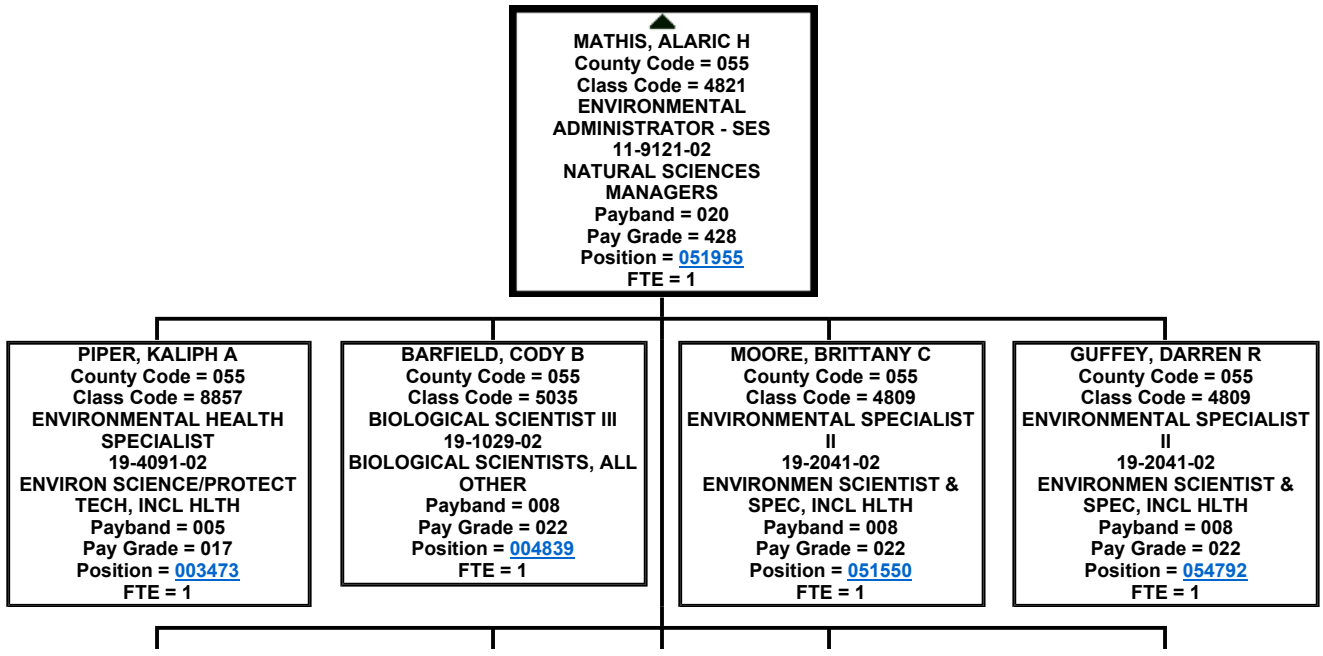 MATHIS, ALARIC H
County Code = 055
Class Code = 4821
ENVIRONMENTAL
ADMINISTRATOR - SES
11-9121-02
NATURAL SCIENCES
MANAGERS
Payband = 020
Pay Grade = 428
Position = 051955
FTE = 1
PIPER, KALIPH A
County Code = 055
Class Code = 8857
ENVIRONMENTAL HEALTH
SPECIALIST
19-4091-02
ENVIRON SCIENCE/PROTECT
TECH, INCL HLTH
Payband = 005
Pay Grade = 017
Position = 003473
FTE = 1
BARFIELD, CODY B
County Code = 055
Class Code = 5035
BIOLOGICAL SCIENTIST III
19-1029-02
BIOLOGICAL SCIENTISTS, ALL
OTHER
Payband = 008
Pay Grade = 022
Position = 004839
FTE = 1
MOORE, BRITTANY C
County Code = 055
Class Code = 4809
ENVIRONMENTAL SPECIALIST
II
19-2041-02
ENVIRONMEN SCIENTIST &
SPEC, INCL HLTH
Payband = 008
Pay Grade = 022
Position = 051550
FTE = 1
GUFFEY, DARREN R
County Code = 055
Class Code = 4809
ENVIRONMENTAL SPECIALIST
II
19-2041-02
ENVIRONMEN SCIENTIST &
SPEC, INCL HLTH
Payband = 008
Pay Grade = 022
Position = 054792
FTE = 1